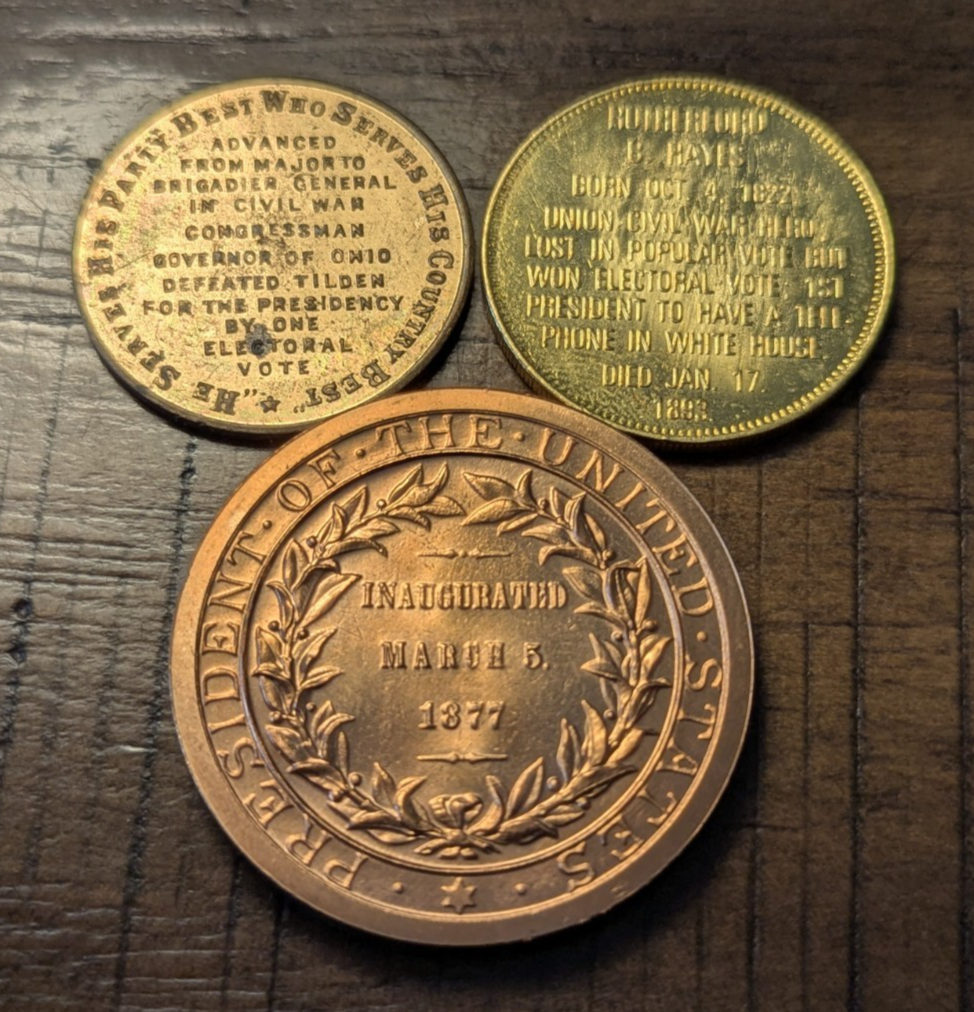 "HE SERVES HIS PARTY BEST WHO SERVES HIS COUNTRY BEST"
ADVANCED
FROM MAJOR TO
BRIGADIER GENERAL
IN CIVIL WAR
CONGRESSMAN
GOVERNOR OF OHIO
DEFEATED TILDEN
FOR THE PRESIDENCY
BY ONE
ELECTORAL
VOTE
RUTHERFORD
B. HAYES
BORN OCT. 4, 1822
UNION CIVIL WAR HERO
LOST IN POPULAR VOTE BUT
WON ELECTORAL VOTE. 1ST
PRESIDENT TO HAVE A TELE-
PHONE IN WHITE HOUSE
DIED JAN. 17
1893
PRESIDENT·OF·THE·UNITED·STATES
INAUGURATED
MARCH 5.
1877